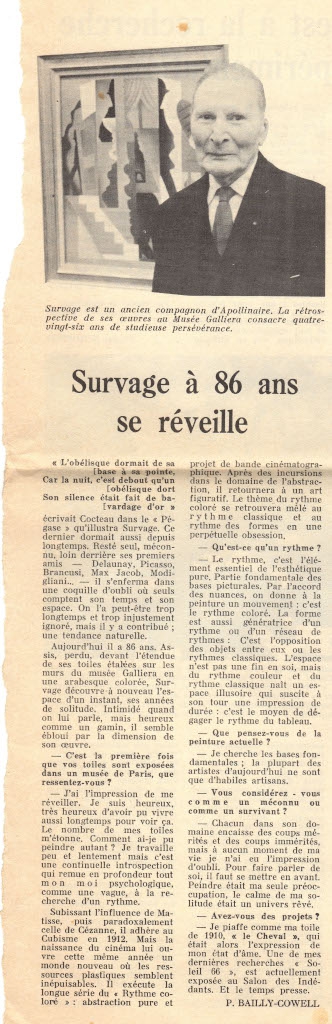 Survage est un ancien compagnon d'Apollinaire. La rétros-
pective de ses œuvres au Musée Galliera consacre quatre-
vingt-six ans de studieuse persévérance.
Survage à 86 ans
se réveille
« L'obélisque dormait de sa
[base à sa pointe.
Car la nuit, c'est debout qu'un
[obélisque dort
Son silence était fait de ba-
[vardage d'or »
écrivait Cocteau dans le « Pé-
gase » qu'illustra Survage. Ce
dernier dormait aussi depuis
longtemps. Resté seul, mécon-
nu, loin derrière ses premiers
amis — Delaunay, Picasso,
Brancusi, Max Jacob, Modi-
gliani.., — il s'enferma dans
une coquille d'oubli où seuls
comptent son temps et son
espace. On l'a peut-être trop
longtemps et trop injustement
ignoré, mais il y a contribué ;
une tendance naturelle.
Aujourd'hui il a 86 ans, As-
sis, perdu, devant l'étendue
de ses toiles étalées sur les
murs du musée Galliera en
une arabesque colorée, Sur-
vage découvre à nouveau l'es-
pace d'un instant, ses années
de solitude. Intimidé quand
on lui parle, mais heureux
comme un gamin, il semble
ébloui par la dimension de
son œuvre.
— C'est la première fois
que vos toiles sont exposées
dans un musée de Paris, que
ressentez-vous ?
— J'ai l'impression de me
réveiller. Je suis heureux,
très heureux d'avoir pu vivre
aussi longtemps pour voir ça.
Le nombre de mes toiles
m'étonne. Comment ai-je pu
peindre autant ? Je travaille
peu et lentement mais c'est
une continuelle introspection
qui remue en profondeur tout
mon moi psychologique,
comme une vague, à la re-
cherche d'un rythme.
Subissant l'influence de Ma-
tisse, puis paradoxalement
celle de Cézanne, il adhère au
Cubisme en 1912. Mais la
naissance du cinéma lui ou-
vre cette même année un
monde nouveau où les res-
sources plastiques semblent
inépuisables. Il exécute la
longue série du « Rythme co-
loré » : abstraction pure et
projet de bande cinématogra-
phique. Après des incursions
dans le domaine de l'abstrac-
tion, il retournera à un art
figuratif. Le thème du rythme
coloré se retrouvera mêlé au
rythme classique et au
rythme des formes en une
perpétuelle obsession,
— Qu'est-ce qu'un rythme ?
— Le rythme, c'est l'élé-
ment essentiel de l'esthétique
pure. Partie fondamentale des
bases picturales. Par l'accord
des nuances, on donne à la
peinture un mouvement : c'est
le rythme coloré. La forme
est aussi génératrice d'un
rythme ou d'un réseau de
rythmes : C'est l'opposition
des objets entre eux ou les
rythmes classiques. L'espace
n'est pas une fin en soi, mais
du rythme couleur et du
rythme classique naît un es-
pace illusoire qui suscite à
son tour une impression de
durée : c'est le moyen de dé-
gager le rythme du tableau.
— Que pensez-vous de la
peinture actuelle ?
— Je cherche les bases fon-
damentales ; la plupart des
artistes d'aujourd'hui ne sont
que d'habiles artisans.
— Vous considérez - vous
comme un méconnu ou
comme un survivant ?
— Chacun dans son do-
maine encaisse des coups mé-
rités et des coups immérités,
mais à aucun moment de ma
vie je n'ai eu l'impression
d'oubli. Pour faire parler de
soi, il faut se mettre en avant.
Peindre était ma seule préoc-
cupation, le drame de ma so-
litude était un univers rêvé.
— Avez-vous des projets ?
— Je piaffe comme ma toile
de 1910, « le Cheval », qui
était alors l'expression de
mon état d'âme. Une de mes
dernières recherches « So-
leil 66 », est actuellement
exposée au Salon des Indé-
dants. Et le temps presse.
P. BAILLY-COWELL